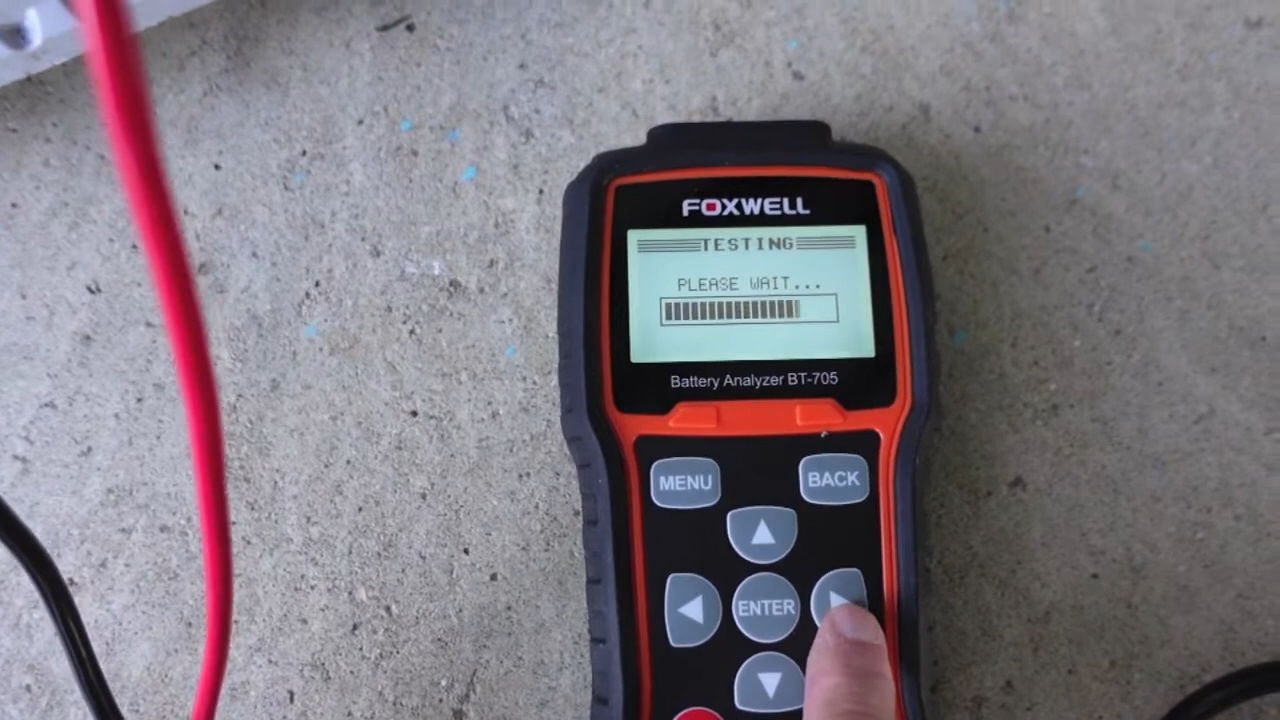 FOXWELL
TESTING
PLEASE WAIT...
Battery Analyzer BT-705
MENU
BACK
ENTER